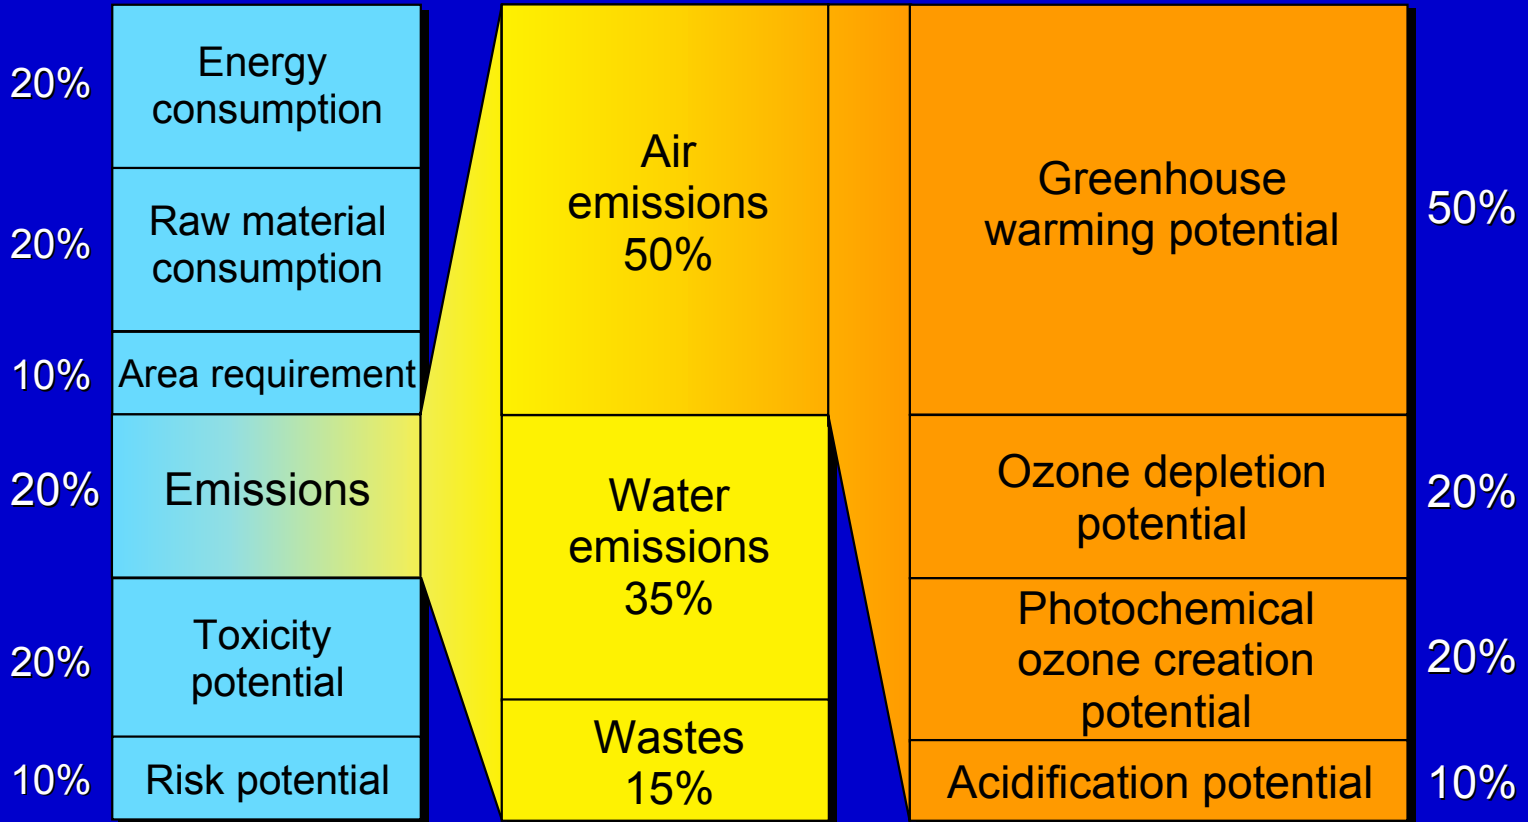 20%
Energy
consumption
20%
Raw material
consumption
10%
Area requirement
20%
Emissions
20%
Toxicity
potential
10%
Risk potential
Air
emissions
50%
Water
emissions
35%
Wastes
15%
Greenhouse
warming potential
50%
Ozone depletion
potential
20%
Photochemical
ozone creation
potential
20%
Acidification potential
10%